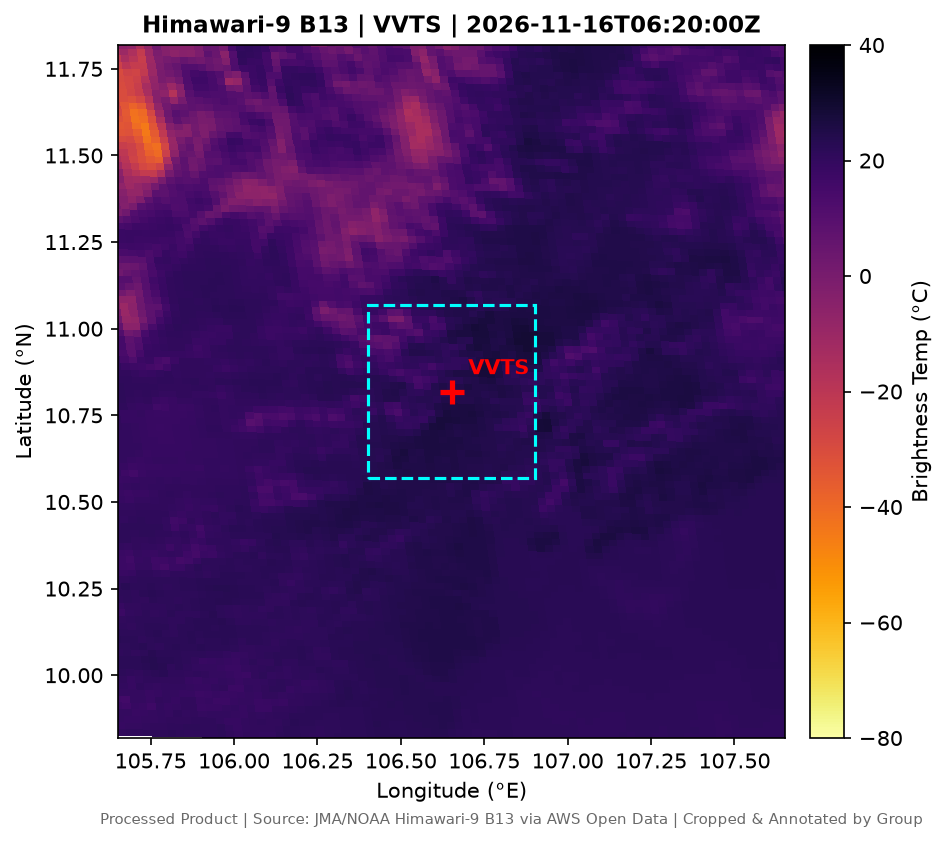 Himawari-9 B13 | VVTS | 2026-11-16T06:20:00Z
11.75
11.50
11.25
11.00
10.75
10.50
10.25
10.00
Latitude (°N)
VVTS
105.75 106.00 106.25 106.50 106.75 107.00 107.25 107.50
Longitude (°E)
40
20
0
−20
−40
−60
−80
Brightness Temp (°C)
Processed Product | Source: JMA/NOAA Himawari-9 B13 via AWS Open Data | Cropped & Annotated by Group